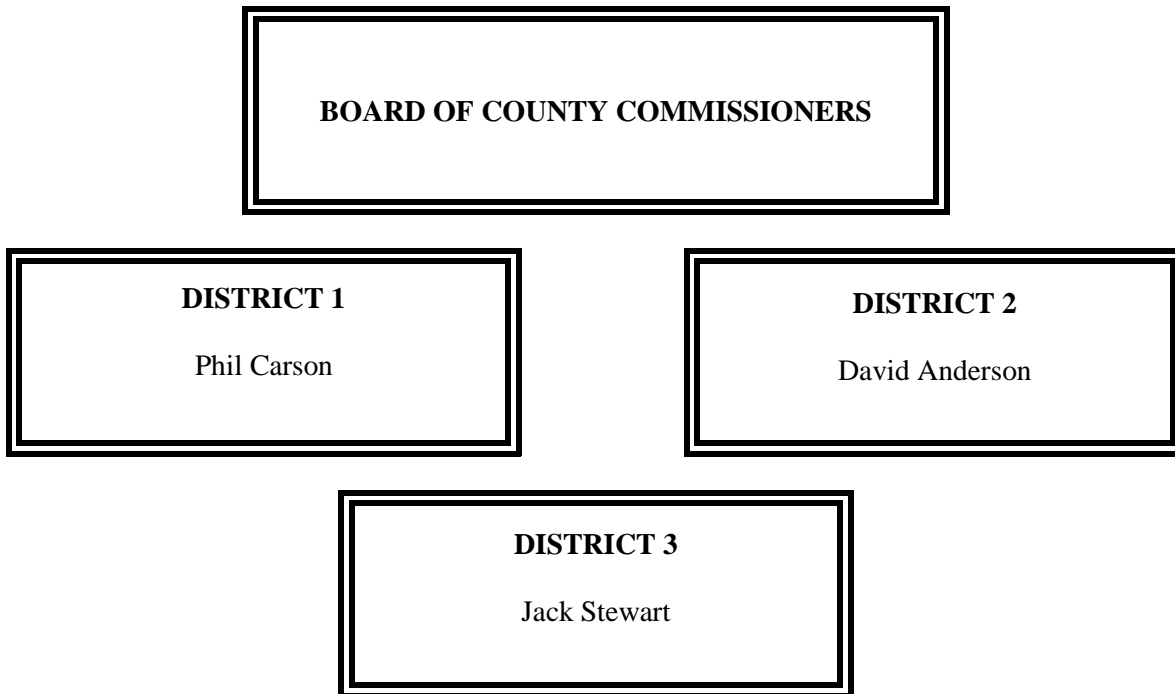 BOARD OF COUNTY COMMISSIONERS
DISTRICT 1
Phil Carson
DISTRICT 2
David Anderson
DISTRICT 3
Jack Stewart